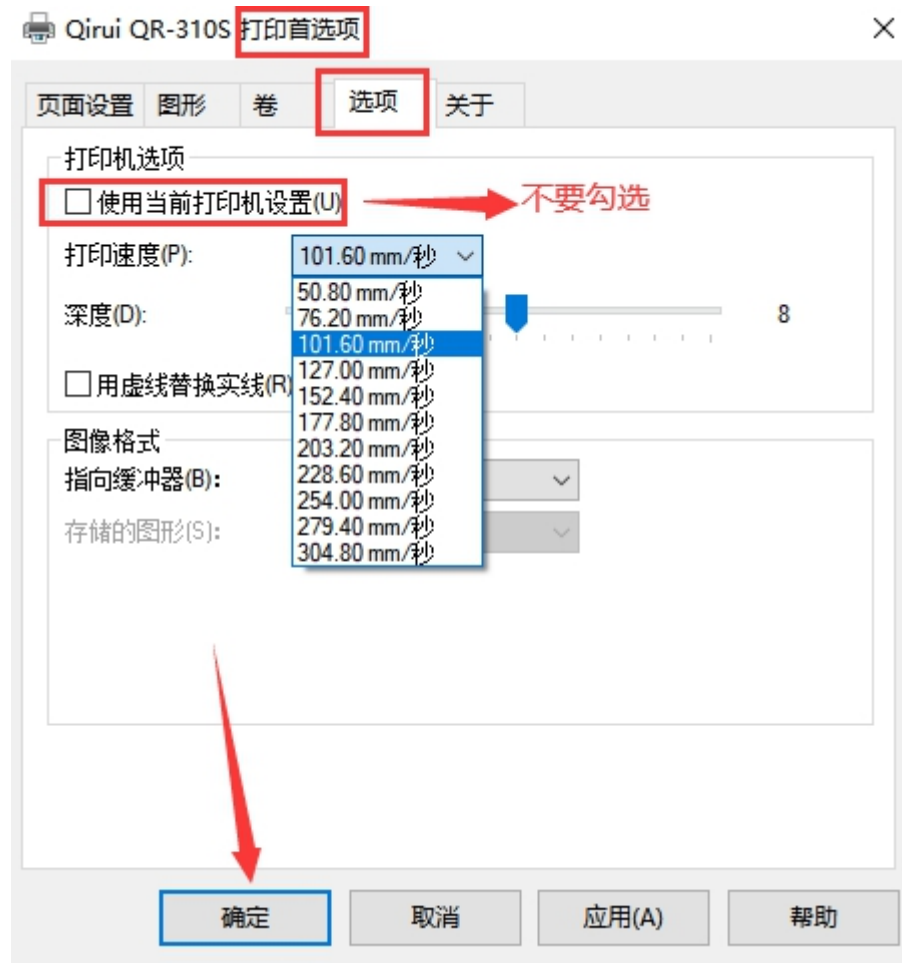 Qirui QR-310S 打印首选项
页面设置 图形 卷 选项 关于
打印机选项
使用当前打印机设置(U) 不要勾选
打印速度(P): 101.60 mm/秒
50.80 mm/秒
深度(D): 8
76.20 mm/秒
101.60 mm/秒
127.00 mm/秒
用虚线替换实线(R)
152.40 mm/秒
177.80 mm/秒
203.20 mm/秒
228.60 mm/秒
254.00 mm/秒
279.40 mm/秒
304.80 mm/秒
图像格式
指向缓冲器(B):
存储的图形(S):
确定 取消 应用(A) 帮助